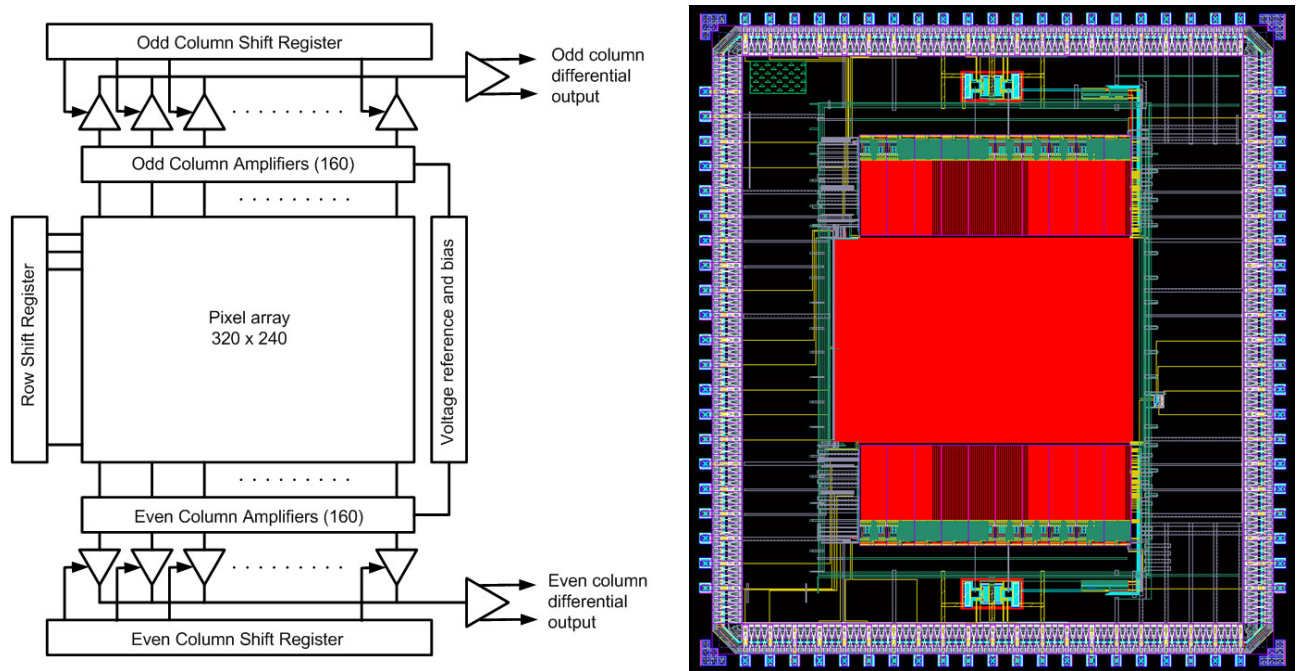 Odd Column Shift Register
Odd column
differential
output
Odd Column Amplifiers (160)
Row Shift Register
Pixel array
320 x 240
Voltage reference and bias
Even Column Amplifiers (160)
Even column
differential
output
Even Column Shift Register